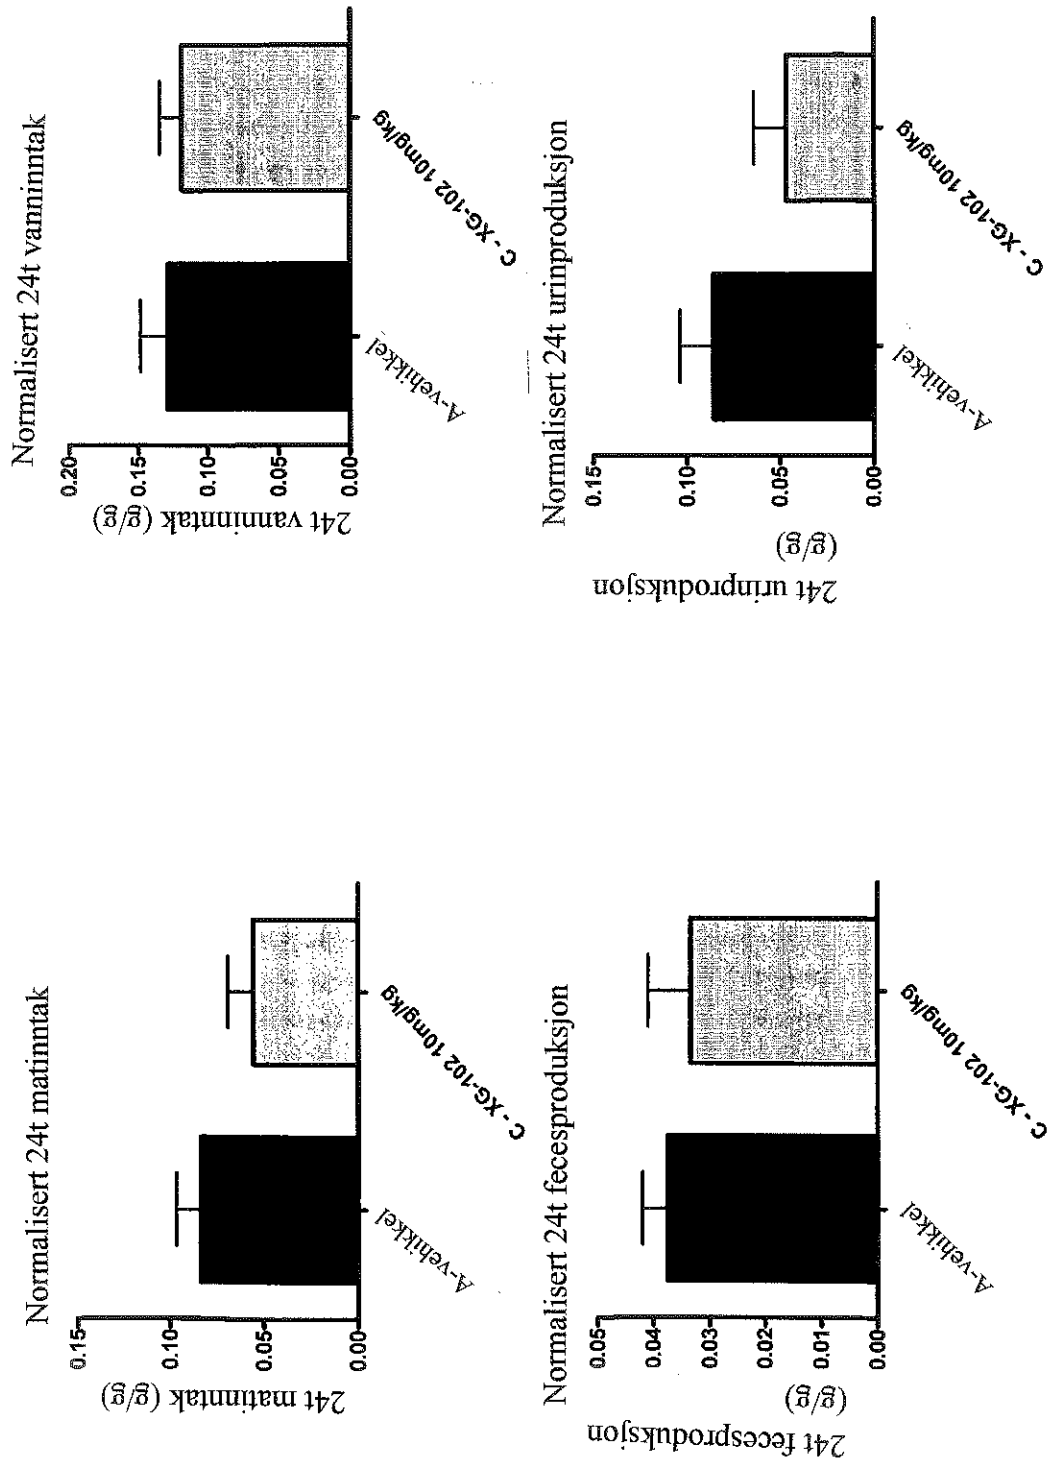 Normalisert 24t matinntak
24t matinntak (g/g)
0.15
0.10
0.05
0.00
A-vehikkel
C - XG-102 10mg/kg
Normalisert 24t vanninntak
24t vanninntak (g/g)
0.20
0.15
0.10
0.05
0.00
A-vehikkel
C - XG-102 10mg/kg
Normalisert 24t fecesproduksjon
24t fecesproduksjon
(g/g)
0.05
0.04
0.03
0.02
0.01
0.00
A-vehikkel
C - XG-102 10mg/kg
Normalisert 24t urinproduksjon
24t urinproduksjon
(g/g)
0.15
0.10
0.05
0.00
A-vehikkel
C - XG-102 10mg/kg